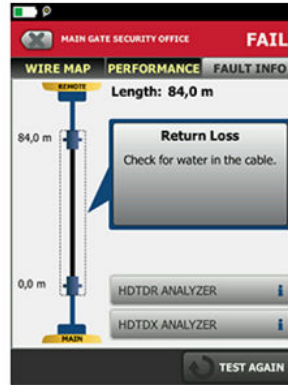 MAIN GATE SECURITY OFFICE FAIL
WIRE MAP PERFORMANCE FAULT INFO
REMOTE
Length: 84,0 m
84,0 m
Return Loss
Check for water in the cable.
0,0 m
HDTDR ANALYZER i
HDTDX ANALYZER i
MAIN
TEST AGAIN